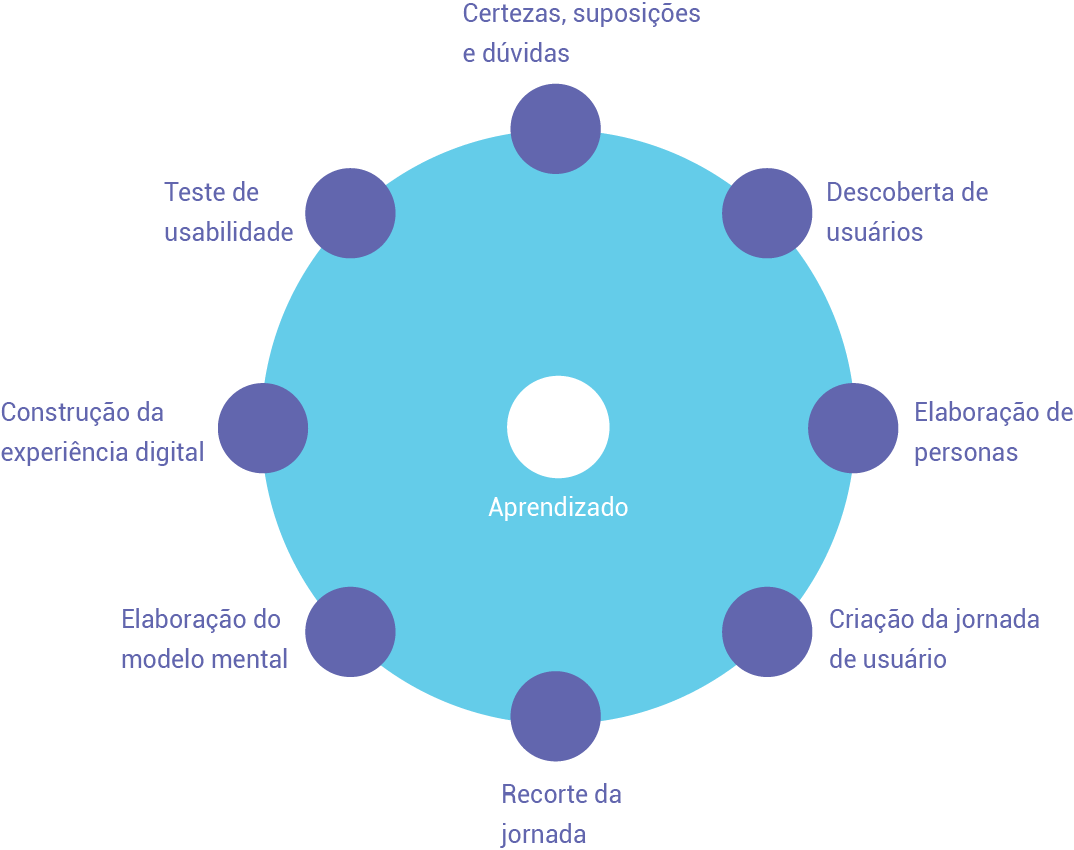 Certezas, suposições
e dúvidas
Descoberta de
usuários
Elaboração de
personas
Criação da jornada
de usuário
Recorte da
jornada
Elaboração do
modelo mental
Construção da
experiência digital
Teste de
usabilidade
Aprendizado